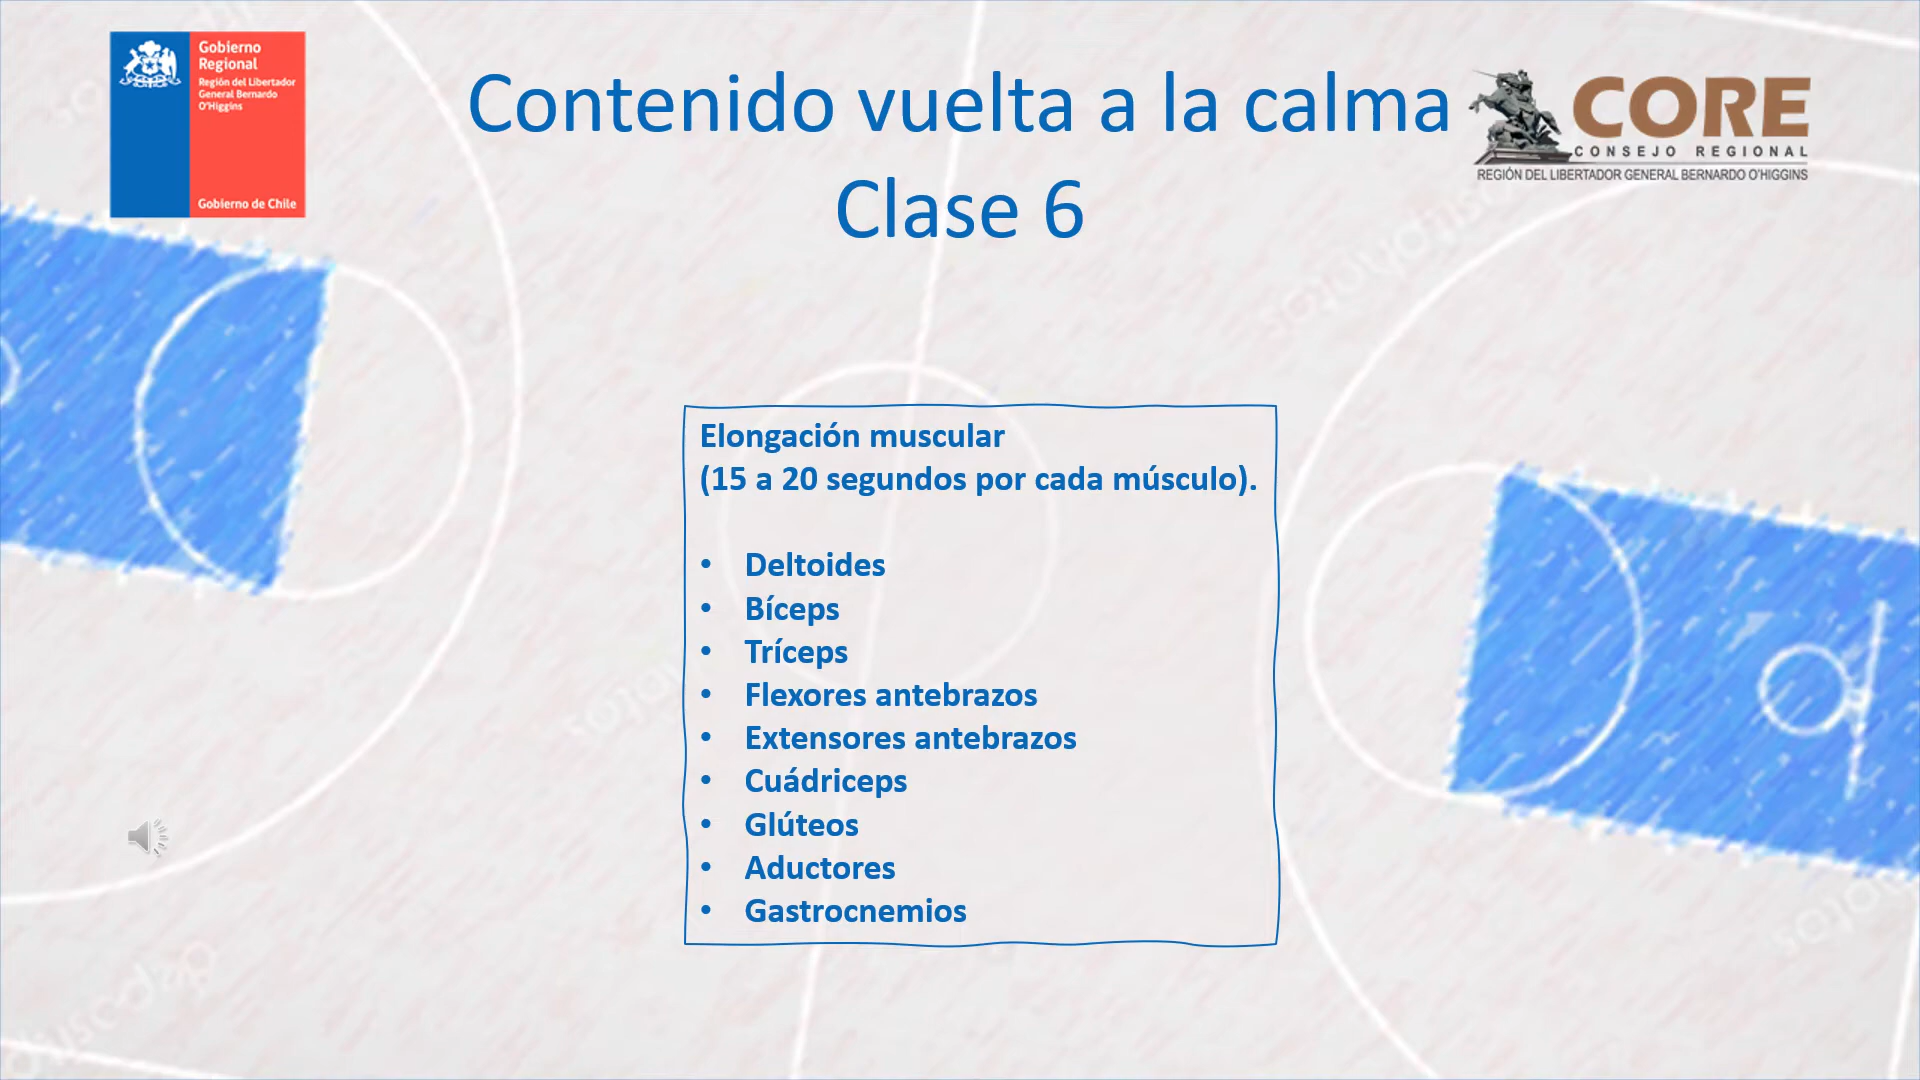 Gobierno
Regional
Región del Libertador
General Bernardo
O'Higgins
Gobierno de Chile
Contenido vuelta a la calma
Clase 6
CORE
CONSEJO REGIONAL
REGIÓN DEL LIBERTADOR GENERAL BERNARDO O'HIGGINS
Elongación muscular
(15 a 20 segundos por cada músculo).
• Deltoides
• Bíceps
• Tríceps
• Flexores antebrazos
• Extensores antebrazos
• Cuádriceps
• Glúteos
• Aductores
• Gastrocnemios